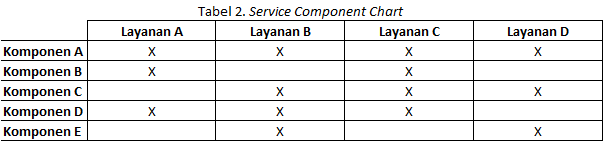 Tabel 2. Service Component Chart
Layanan A Layanan B Layanan C Layanan D
Komponen A X X X X
Komponen B X X
Komponen C X X X
Komponen D X X X
Komponen E X X